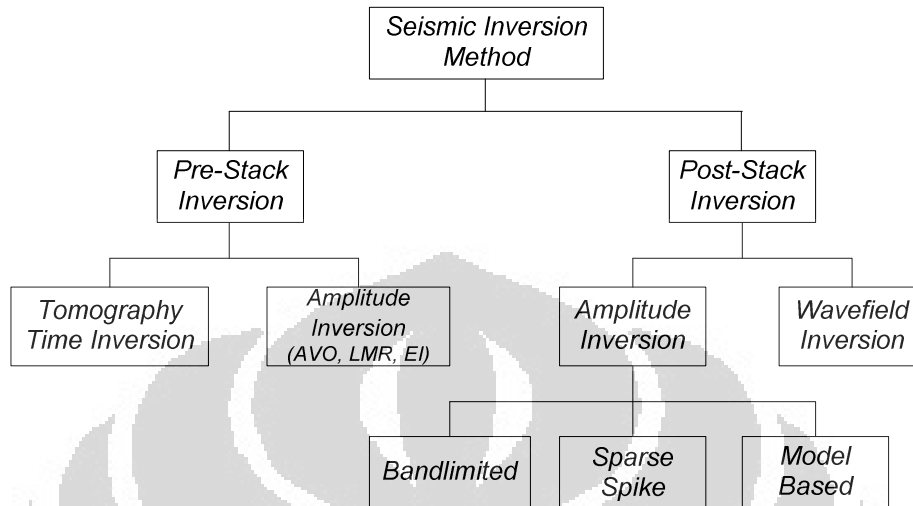 Seismic Inversion
Method
Pre-Stack
Inversion
Post-Stack
Inversion
Tomography
Time Inversion
Amplitude
Inversion
(AVO, LMR, EI)
Amplitude
Inversion
Wavefield
Inversion
Bandlimited
Sparse
Spike
Model
Based